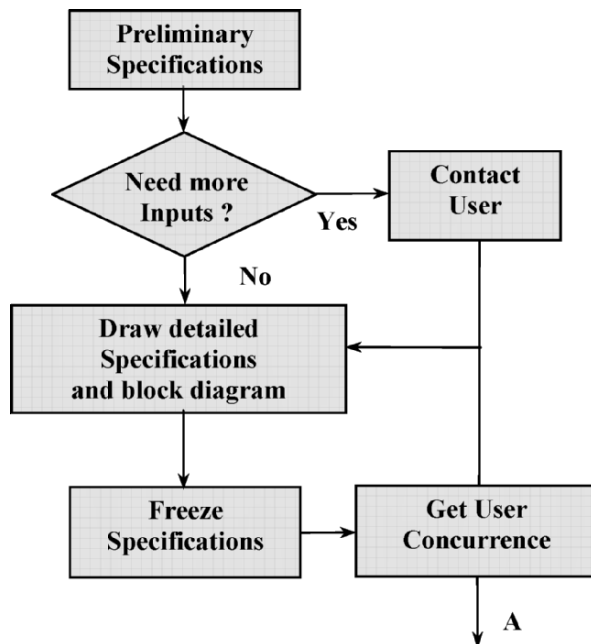 Preliminary
Specifications
Need more
Inputs ?
Yes
Contact
User
No
Draw detailed
Specifications
and block diagram
Freeze
Specifications
Get User
Concurrence
A